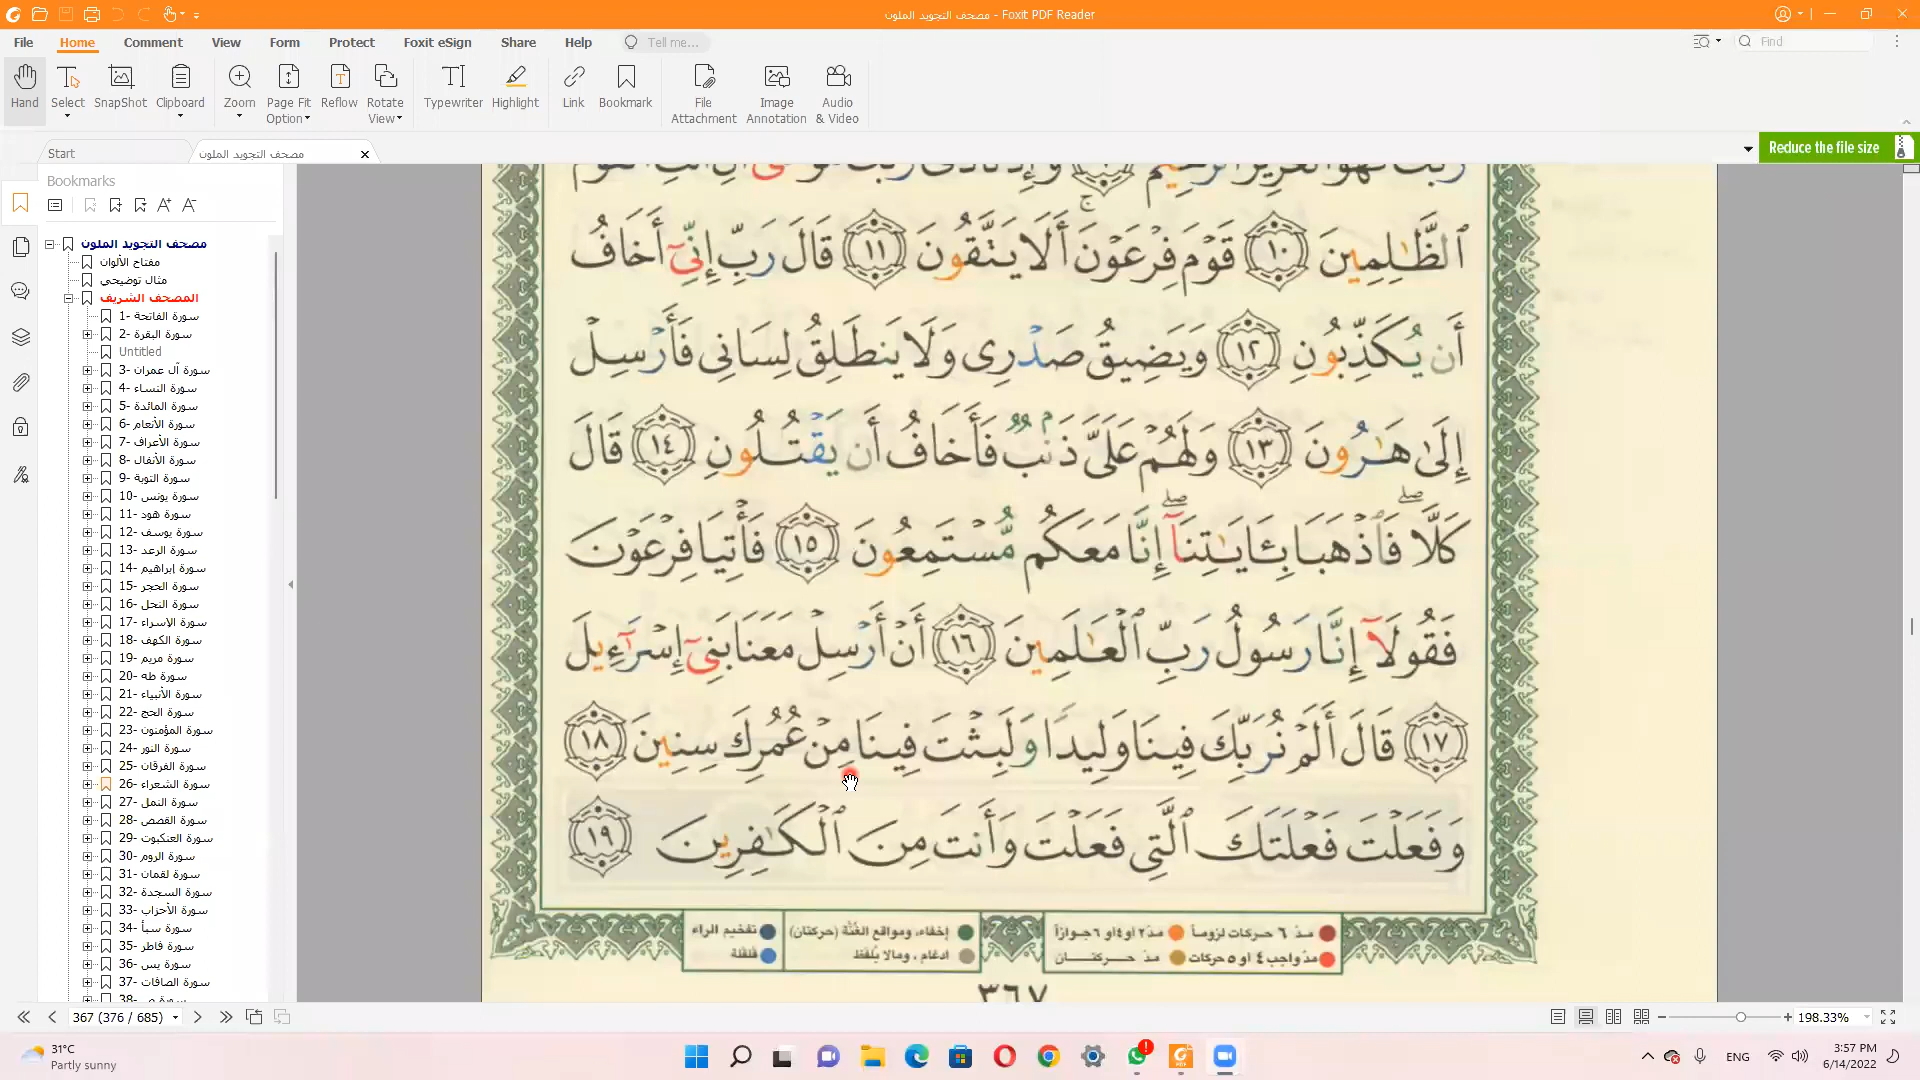 مصحف التجويد الملون - Foxit PDF Reader
File Home Comment View Form Protect Foxit eSign Share Help Tell me... Find
Hand Select SnapShot Clipboard Zoom Page Fit Option Reflow Rotate View Typewriter Highlight Link Bookmark File Attachment Image Annotation Audio & Video
Start مصحف التجويد الملون Reduce the file size
Bookmarks
مصحف التجويد الملون
مفتاح الألوان
مثال توضيحي
المصحف الشريف
1- سورة الفاتحة
2- سورة البقرة
Untitled
3- سورة آل عمران
4- سورة النساء
5- سورة المائدة
6- سورة الأنعام
7- سورة الأعراف
8- سورة الأنفال
9- سورة التوبة
10- سورة يونس
11- سورة هود
12- سورة يوسف
13- سورة الرعد
14- سورة إبراهيم
15- سورة الحجر
16- سورة النحل
17- سورة الإسراء
18- سورة الكهف
19- سورة مريم
20- سورة طه
21- سورة الأنبياء
22- سورة الحج
23- سورة المؤمنون
24- سورة النور
25- سورة الفرقان
26- سورة الشعراء
27- سورة النمل
28- سورة القصص
29- سورة العنكبوت
30- سورة الروم
31- سورة لقمان
32- سورة السجدة
33- سورة الأحزاب
34- سورة سبأ
35- سورة فاطر
36- سورة يس
37- سورة الصافات
38- سورة ص
ٱلظَّٰلِمِينَ ١٠ قَوْمَ فِرْعَوْنَ أَلَا يَتَّقُونَ ١١ قَالَ رَبِّ إِنِّىٓ أَخَافُ
أَن يُكَذِّبُونِ ١٢ وَيَضِيقُ صَدْرِى وَلَا يَنطَلِقُ لِسَانِى فَأَرْسِلْ
إِلَىٰ هَٰرُونَ ١٣ وَلَهُمْ عَلَىَّ ذَنۢبٌ فَأَخَافُ أَن يَقْتُلُونِ ١٤ قَالَ
كَلَّا ۖ فَٱذْهَبَا بِـَٔايَٰتِنَآ ۖ إِنَّا مَعَكُم مُّسْتَمِعُونَ ١٥ فَأْتِيَا فِرْعَوْنَ
فَقُولَآ إِنَّا رَسُولُ رَبِّ ٱلْعَٰلَمِينَ ١٦ أَنْ أَرْسِلْ مَعَنَا بَنِىٓ إِسْرَٰٓءِيلَ
١٧ قَالَ أَلَمْ نُرَبِّكَ فِينَا وَلِيدًا وَلَبِثْتَ فِينَا مِنْ عُمُرِكَ سِنِينَ ١٨
وَفَعَلْتَ فَعْلَتَكَ ٱلَّتِى فَعَلْتَ وَأَنتَ مِنَ ٱلْكَٰفِرِينَ ١٩
مدّ ٦ حركات لزوماً مدّ ٢ او ٤ او ٦ جوازاً إخفاء، ومواقع الغُنَّة (حركتان) تفخيم الراء
مدّ واجب ٤ او ٥ حركات مدّ حركتان ادغام، ومالا يُلفظ قلقلة
٣٦٧
367 (376 / 685) 198.33%
31°C
Partly sunny
ENG
3:57 PM
6/14/2022